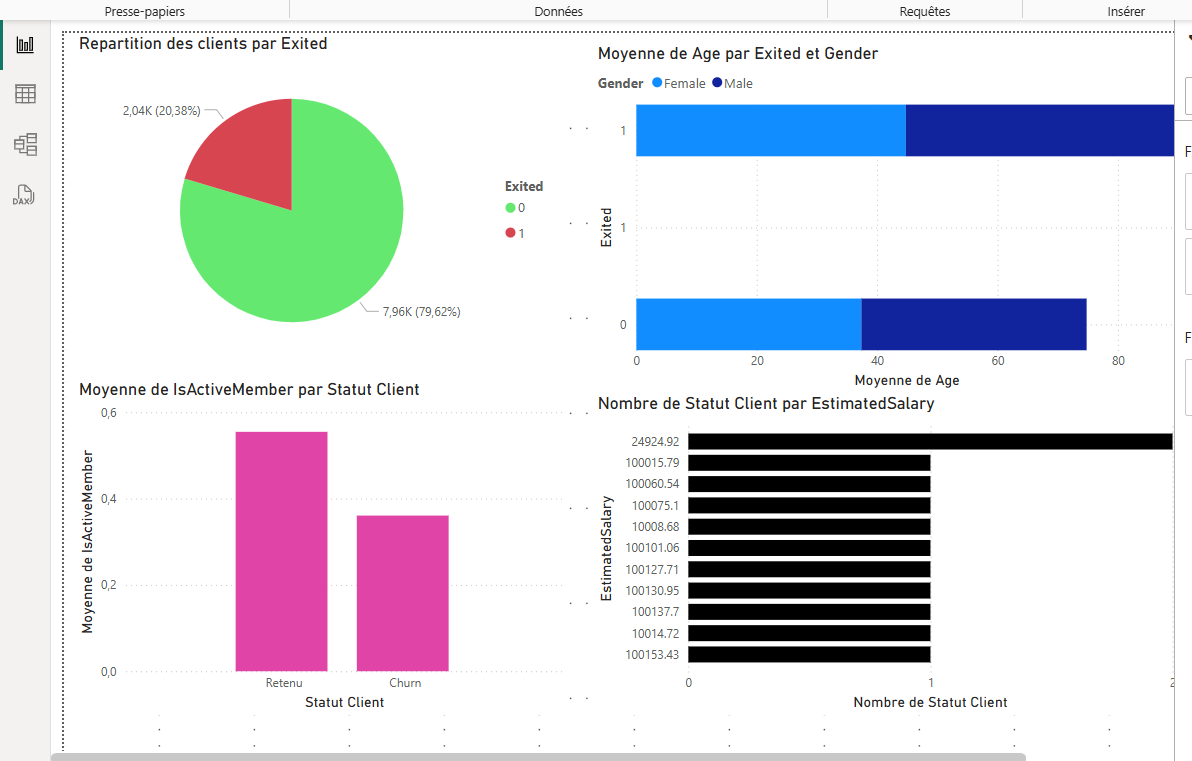 Presse-papiers
Données
Requêtes
Insérer
DAX
Repartition des clients par Exited
2,04K (20,38%)
7,96K (79,62%)
Exited
0
1
Moyenne de Age par Exited et Gender
Gender Female Male
Exited
1
1
0
0 20 40 60 80
Moyenne de Age
Moyenne de IsActiveMember par Statut Client
Moyenne de IsActiveMember
0,6
0,4
0,2
0,0
Retenu Churn
Statut Client
Nombre de Statut Client par EstimatedSalary
EstimatedSalary
24924.92
100015.79
100060.54
100075.1
10008.68
100101.06
100127.71
100130.95
100137.7
10014.72
100153.43
0 1 2
Nombre de Statut Client